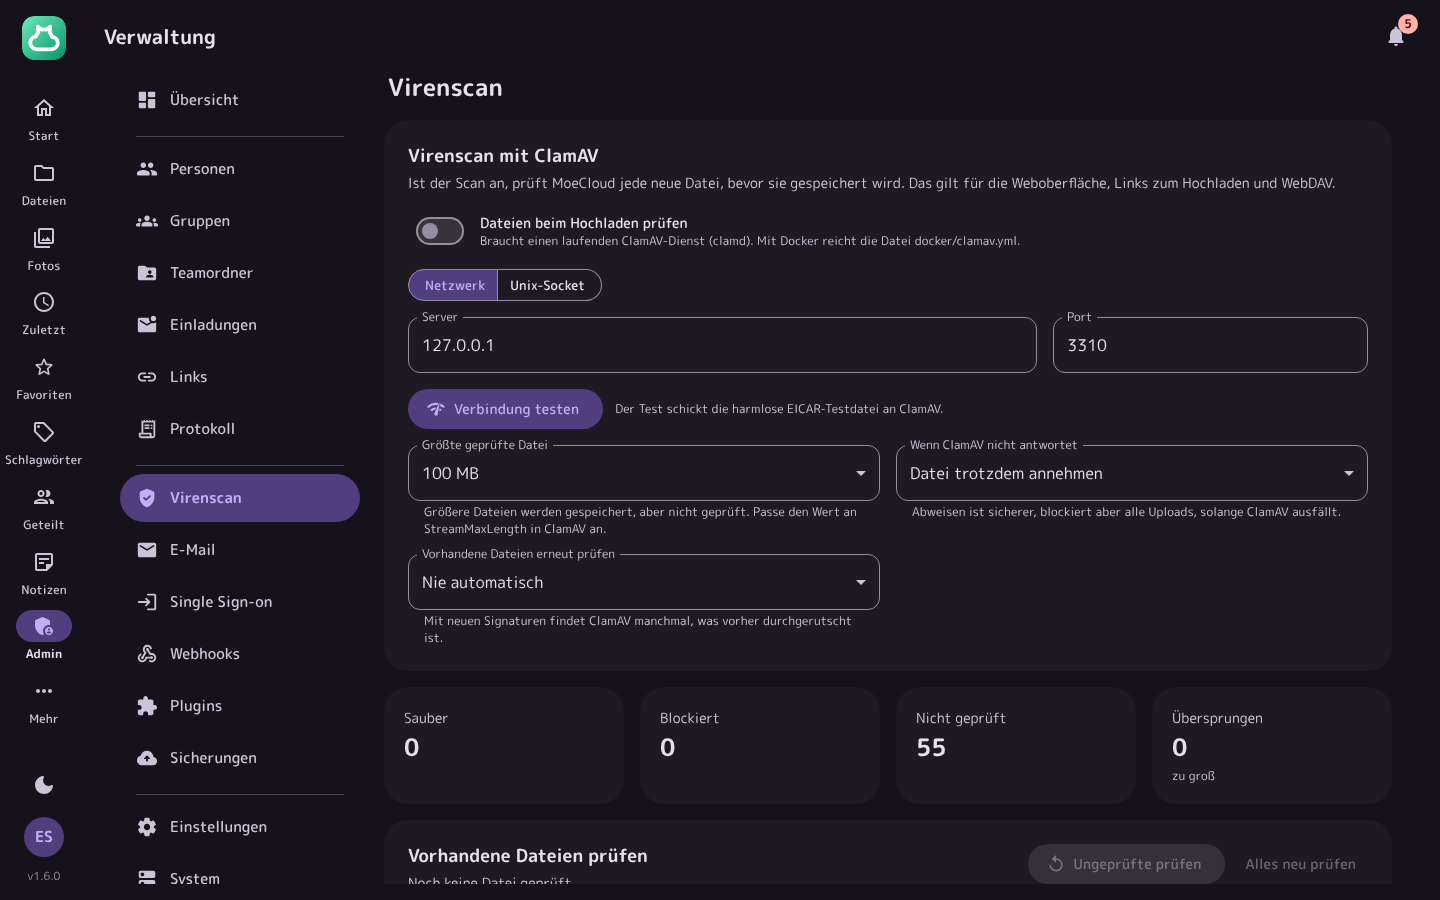 Verwaltung
5
Start
Dateien
Fotos
Zuletzt
Favoriten
Schlagwörter
Geteilt
Notizen
Admin
Mehr
ES
v1.6.0
Übersicht
Personen
Gruppen
Teamordner
Einladungen
Links
Protokoll
Virenscan
E-Mail
Single Sign-on
Webhooks
Plugins
Sicherungen
Einstellungen
System
Virenscan
Virenscan mit ClamAV
Ist der Scan an, prüft MoeCloud jede neue Datei, bevor sie gespeichert wird. Das gilt für die Weboberfläche, Links zum Hochladen und WebDAV.
Dateien beim Hochladen prüfen
Braucht einen laufenden ClamAV-Dienst (clamd). Mit Docker reicht die Datei docker/clamav.yml.
Netzwerk
Unix-Socket
Server
127.0.0.1
Port
3310
Verbindung testen
Der Test schickt die harmlose EICAR-Testdatei an ClamAV.
Größte geprüfte Datei
100 MB
Größere Dateien werden gespeichert, aber nicht geprüft. Passe den Wert an
StreamMaxLength in ClamAV an.
Wenn ClamAV nicht antwortet
Datei trotzdem annehmen
Abweisen ist sicherer, blockiert aber alle Uploads, solange ClamAV ausfällt.
Vorhandene Dateien erneut prüfen
Nie automatisch
Mit neuen Signaturen findet ClamAV manchmal, was vorher durchgerutscht
ist.
Sauber
0
Blockiert
0
Nicht geprüft
55
Übersprungen
0
zu groß
Vorhandene Dateien prüfen
Noch keine Datei geprüft
Ungeprüfte prüfen
Alles neu prüfen